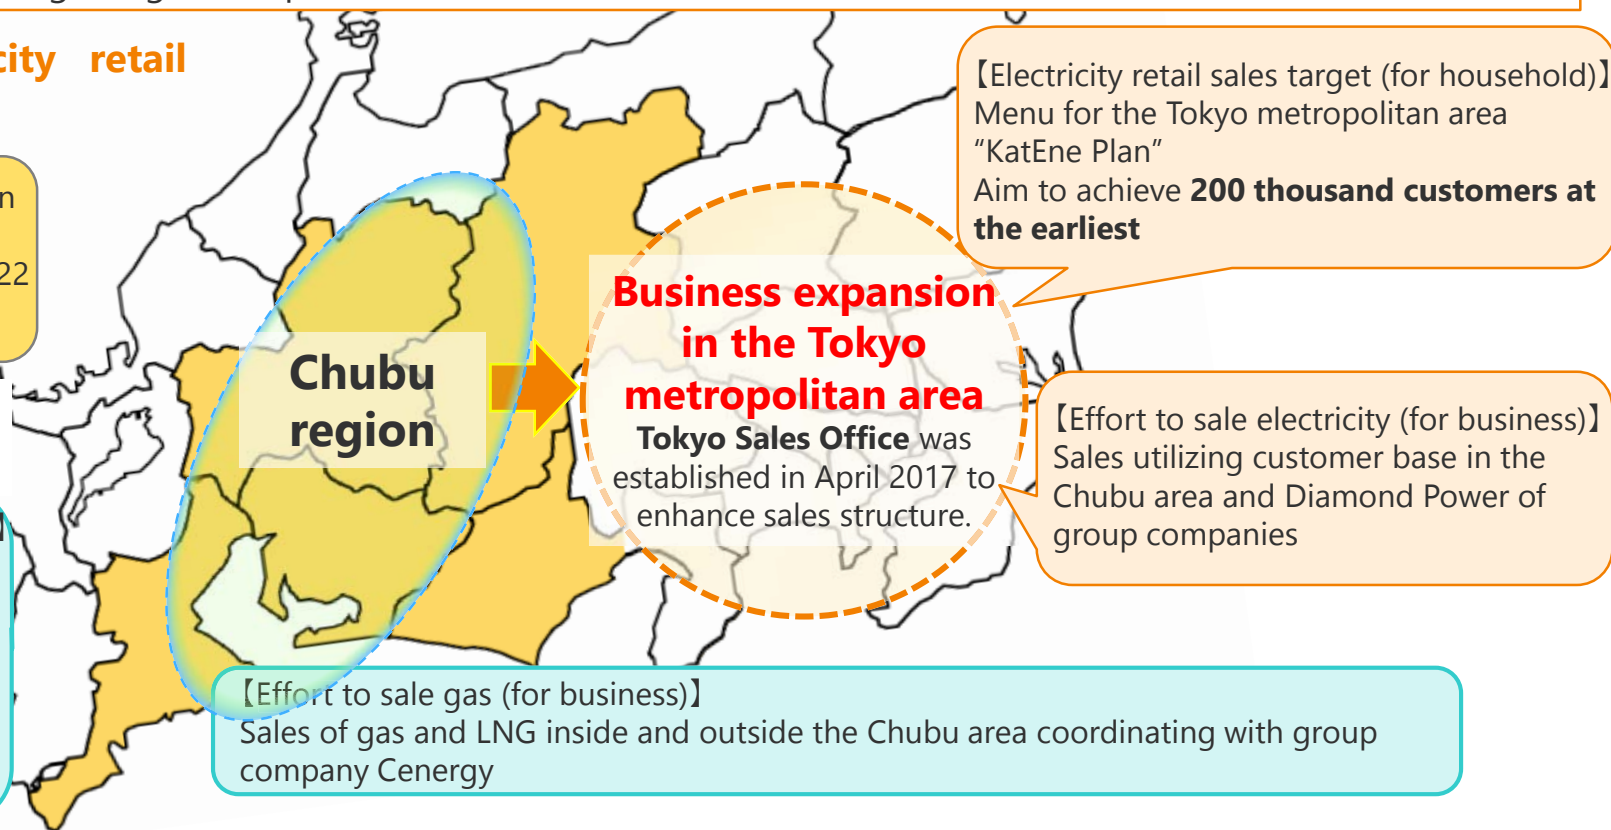 city retail
22
【Electricity retail sales target (for household)】
Menu for the Tokyo metropolitan area
“KatEne Plan”
Aim to achieve 200 thousand customers at
the earliest
Business expansion
in the Tokyo
metropolitan area
Tokyo Sales Office was
established in April 2017 to
enhance sales structure.
Chubu
region
【Effort to sale electricity (for business)】
Sales utilizing customer base in the
Chubu area and Diamond Power of
group companies
【Effort to sale gas (for business)】
Sales of gas and LNG inside and outside the Chubu area coordinating with group
company Cenergy